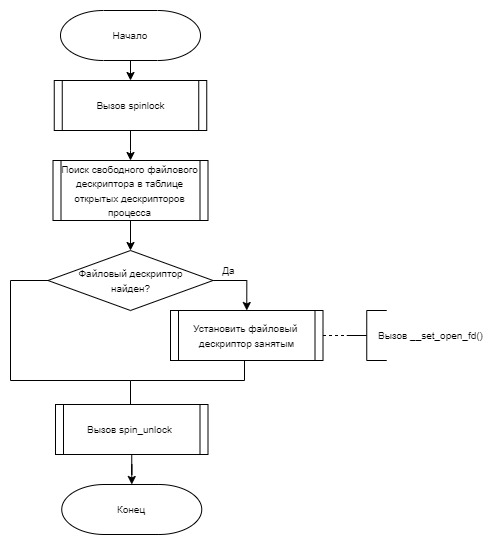 Начало
Вызов spinlock
Поиск свободного файлового
дескриптора в таблице
открытых дескрипторов
процесса
Файловый дескриптор
найден?
Да
Установить файловый
дескриптор занятым
Вызов __set_open_fd()
Вызов spin_unlock
Конец